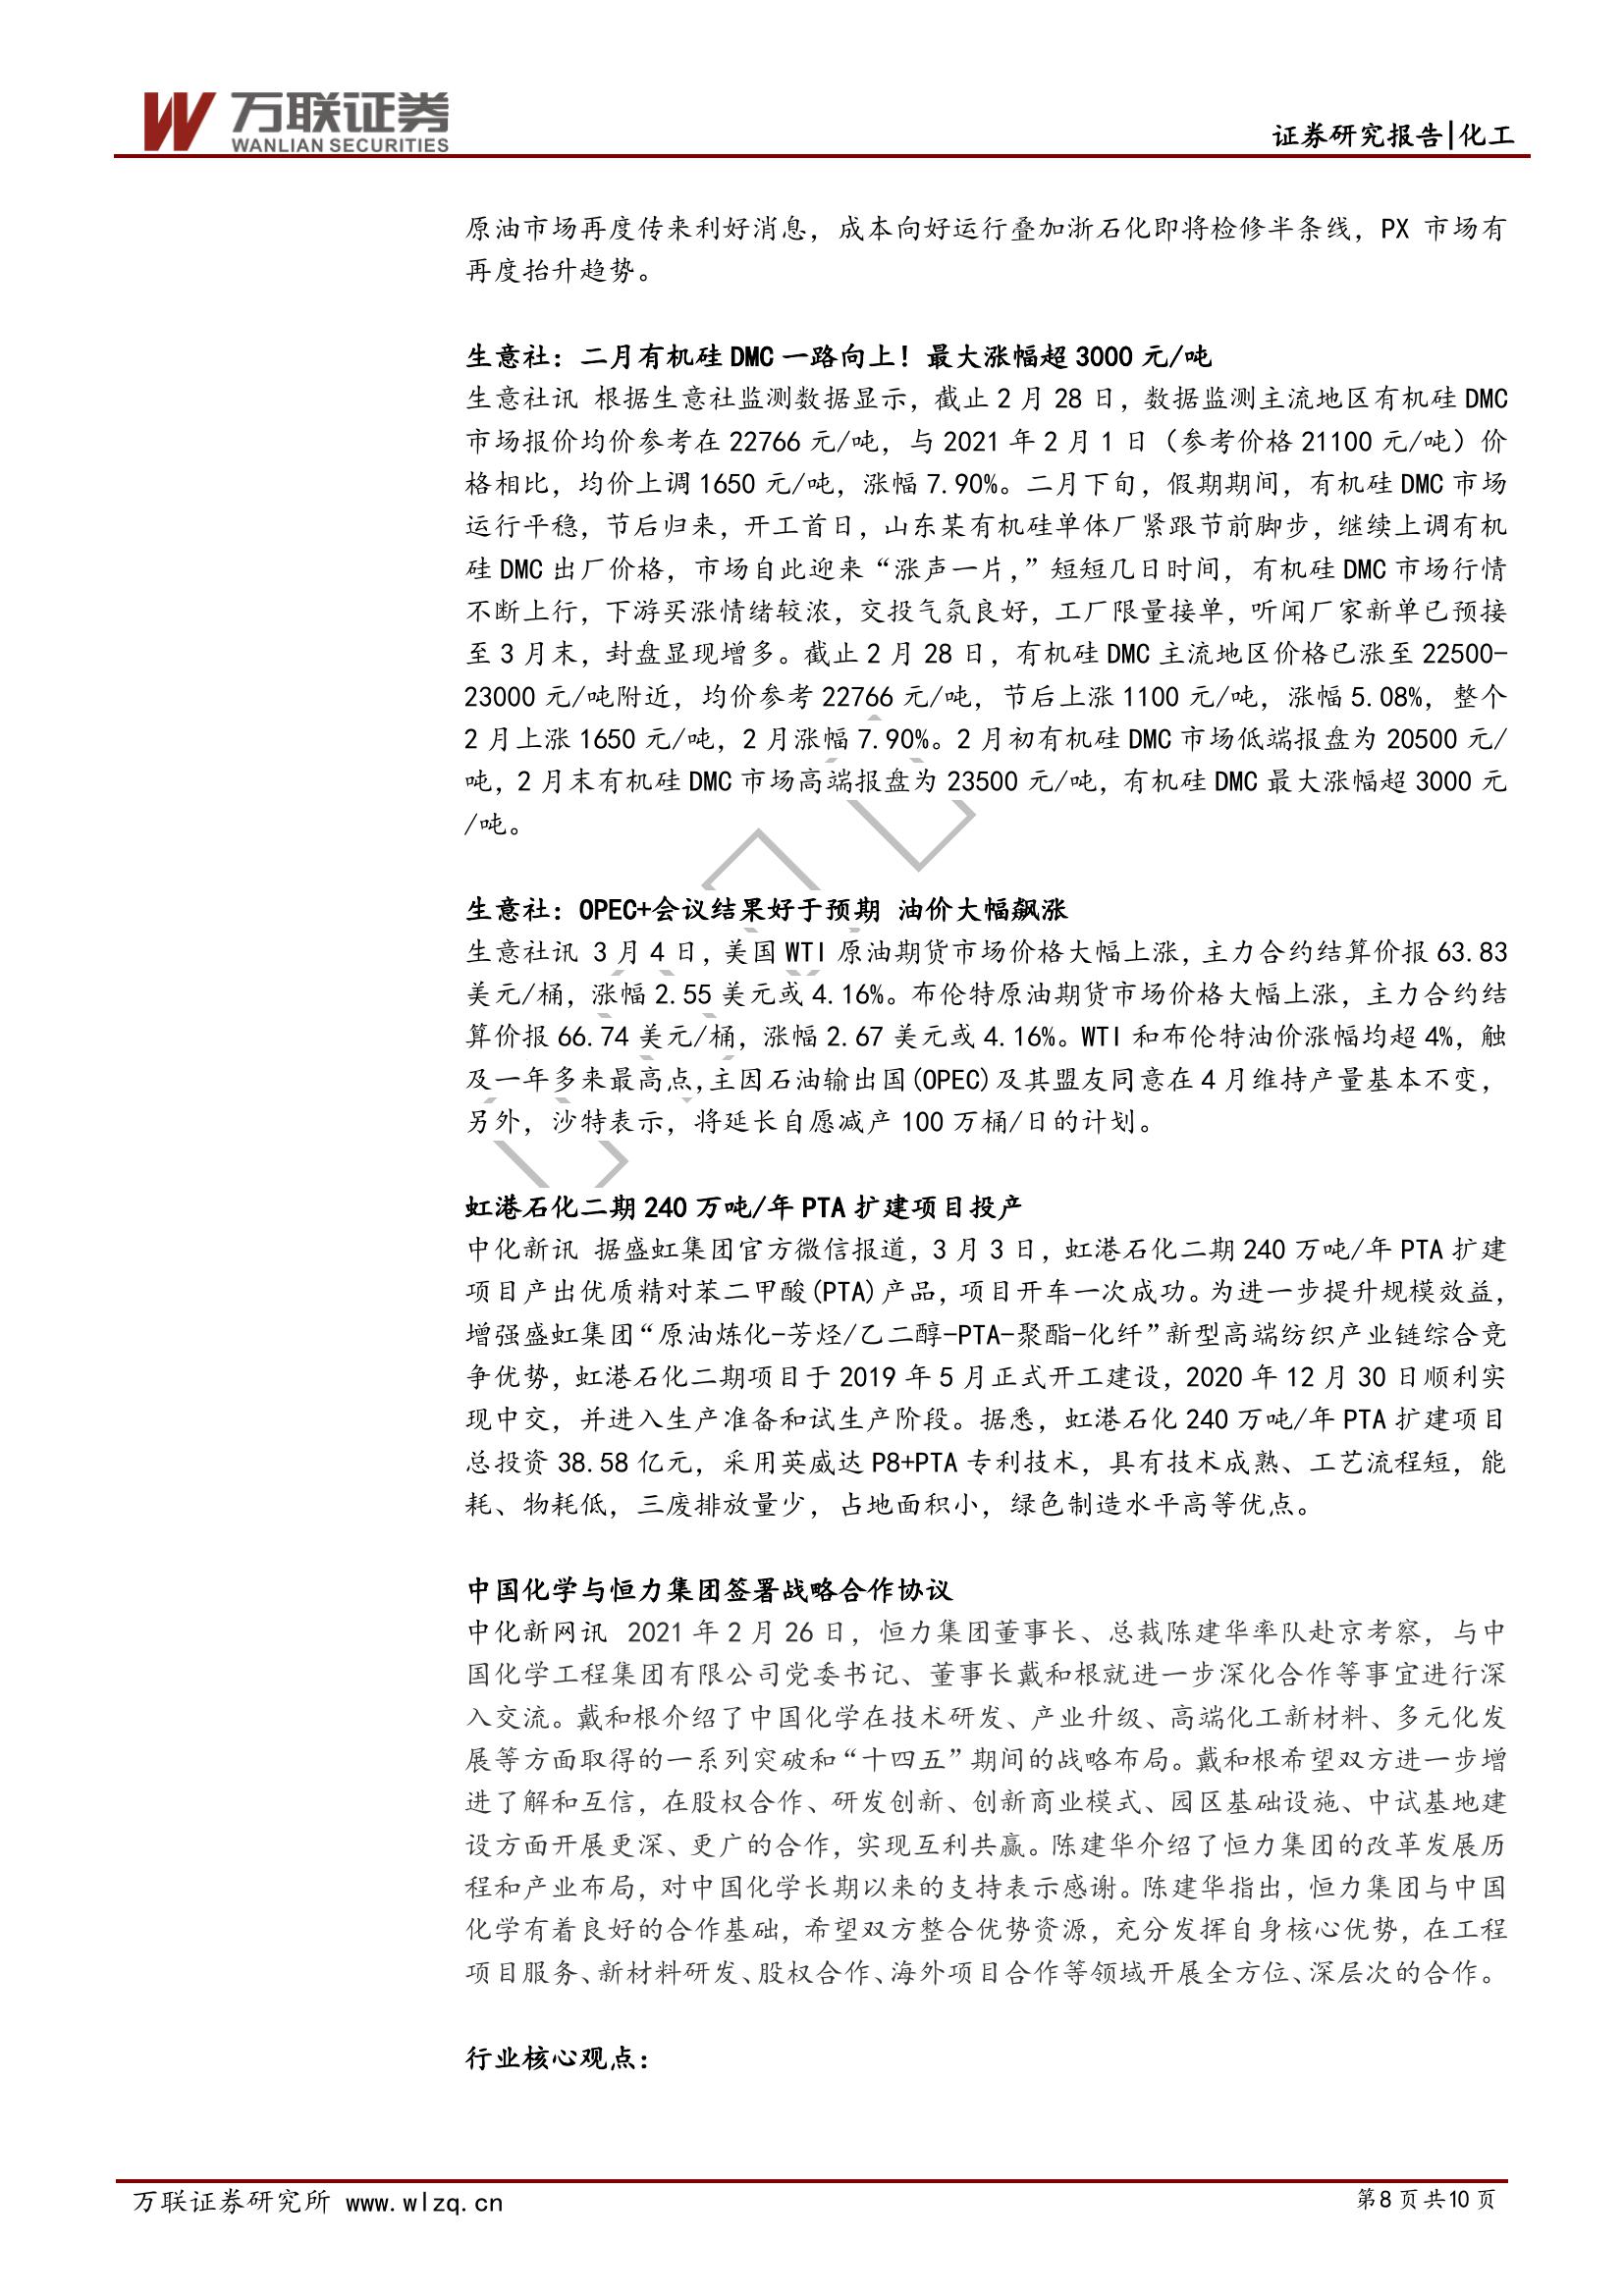 万联证券
WANLIAN SECURITIES
证券研究报告|化工
原油市场再度传来利好消息，成本向好运行叠加浙石化即将检修半条线，PX 市场有
再度抬升趋势。
生意社：二月有机硅 DMC 一路向上！最大涨幅超 3000 元/吨
生意社讯 根据生意社监测数据显示，截止 2 月 28 日，数据监测主流地区有机硅 DMC
市场报价均价参考在 22766 元/吨，与 2021 年 2 月 1 日（参考价格 21100 元/吨）价
格相比，均价上调 1650 元/吨，涨幅 7.90%。二月下旬，假期期间，有机硅 DMC 市场
运行平稳，节后归来，开工首日，山东某有机硅单体厂紧跟节前脚步，继续上调有机
硅 DMC 出厂价格，市场自此迎来“涨声一片，”短短几日时间，有机硅 DMC 市场行情
不断上行，下游买涨情绪较浓，交投气氛良好，工厂限量接单，听闻厂家新单已预接
至 3 月末，封盘显现增多。截止 2 月 28 日，有机硅 DMC 主流地区价格已涨至 22500-
23000 元/吨附近，均价参考 22766 元/吨，节后上涨 1100 元/吨，涨幅 5.08%，整个
2 月上涨 1650 元/吨，2 月涨幅 7.90%。2 月初有机硅 DMC 市场低端报盘为 20500 元/
吨，2 月末有机硅 DMC 市场高端报盘为 23500 元/吨，有机硅 DMC 最大涨幅超 3000 元
/吨。
生意社：OPEC+会议结果好于预期 油价大幅飙涨
生意社讯 3 月 4 日，美国 WTI 原油期货市场价格大幅上涨，主力合约结算价报 63.83
美元/桶，涨幅 2.55 美元或 4.16%。布伦特原油期货市场价格大幅上涨，主力合约结
算价报 66.74 美元/桶，涨幅 2.67 美元或 4.16%。WTI 和布伦特油价涨幅均超 4%，触
及一年多来最高点,主因石油输出国(OPEC)及其盟友同意在 4 月维持产量基本不变，
另外，沙特表示，将延长自愿减产 100 万桶/日的计划。
虹港石化二期 240 万吨/年 PTA 扩建项目投产
中化新讯 据盛虹集团官方微信报道，3 月 3 日，虹港石化二期 240 万吨/年 PTA 扩建
项目产出优质精对苯二甲酸(PTA)产品，项目开车一次成功。为进一步提升规模效益，
增强盛虹集团“原油炼化-芳烃/乙二醇-PTA-聚酯-化纤”新型高端纺织产业链综合竞
争优势，虹港石化二期项目于 2019 年 5 月正式开工建设，2020 年 12 月 30 日顺利实
现中交，并进入生产准备和试生产阶段。据悉，虹港石化 240 万吨/年 PTA 扩建项目
总投资 38.58 亿元，采用英威达 P8+PTA 专利技术，具有技术成熟、工艺流程短，能
耗、物耗低，三废排放量少，占地面积小，绿色制造水平高等优点。
中国化学与恒力集团签署战略合作协议
中化新网讯 2021 年 2 月 26 日，恒力集团董事长、总裁陈建华率队赴京考察，与中
国化学工程集团有限公司党委书记、董事长戴和根就进一步深化合作等事宜进行深
入交流。戴和根介绍了中国化学在技术研发、产业升级、高端化工新材料、多元化发
展等方面取得的一系列突破和“十四五”期间的战略布局。戴和根希望双方进一步增
进了解和互信，在股权合作、研发创新、创新商业模式、园区基础设施、中试基地建
设方面开展更深、更广的合作，实现互利共赢。陈建华介绍了恒力集团的改革发展历
程和产业布局，对中国化学长期以来的支持表示感谢。陈建华指出，恒力集团与中国
化学有着良好的合作基础，希望双方整合优势资源，充分发挥自身核心优势，在工程
项目服务、新材料研发、股权合作、海外项目合作等领域开展全方位、深层次的合作。
行业核心观点：
万联证券研究所 www.wlzq.cn
第 8 页 共 10 页